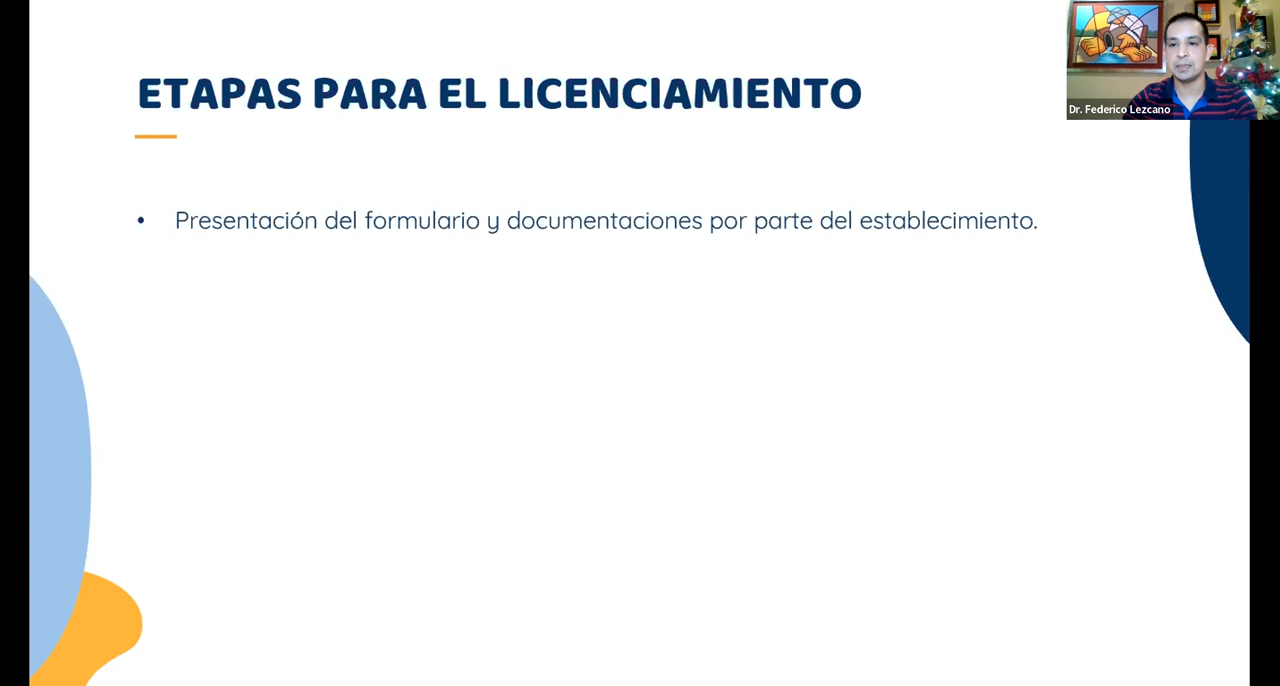 ETAPAS PARA EL LICENCIAMIENTO
Dr. Federico Lezcano
• Presentación del formulario y documentaciones por parte del establecimiento.